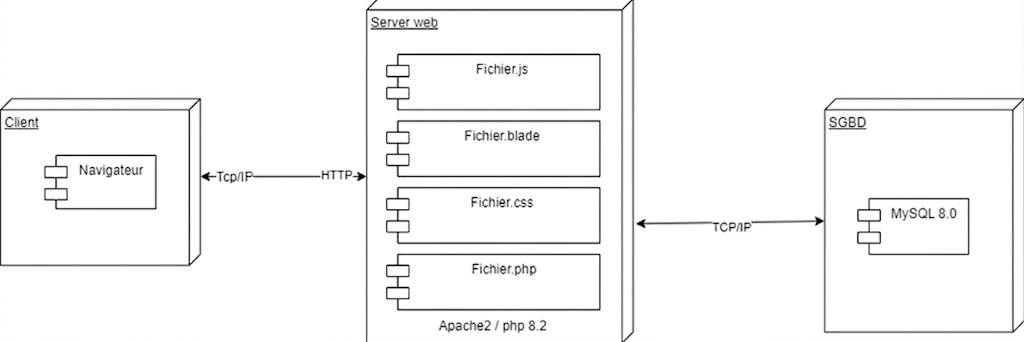 Server web
Fichier.js
Client
SGBD
Fichier.blade
Navigateur
Tcp/IP
HTTP
Fichier.css
MySQL 8.0
TCP/IP
Fichier.php
Apache2 / php 8.2